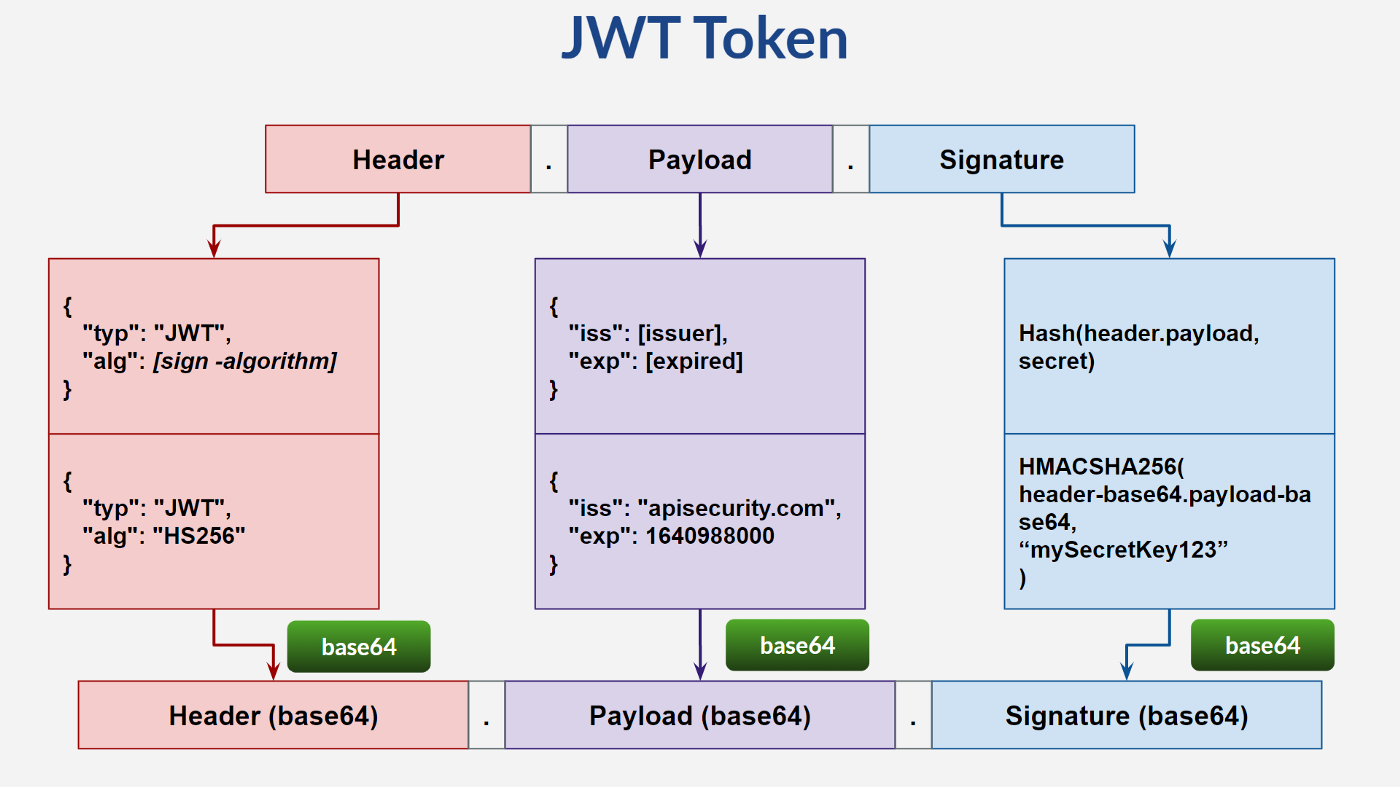 JWT Token
Header . Payload . Signature
{
"typ": "JWT",
"alg": [sign -algorithm]
}
{
"iss": [issuer],
"exp": [expired]
}
Hash(header.payload,
secret)
{
"typ": "JWT",
"alg": "HS256"
}
{
"iss": "apisecurity.com",
"exp": 1640988000
}
HMACSHA256(
header-base64.payload-ba
se64,
“mySecretKey123”
)
base64
base64
base64
Header (base64) . Payload (base64) . Signature (base64)